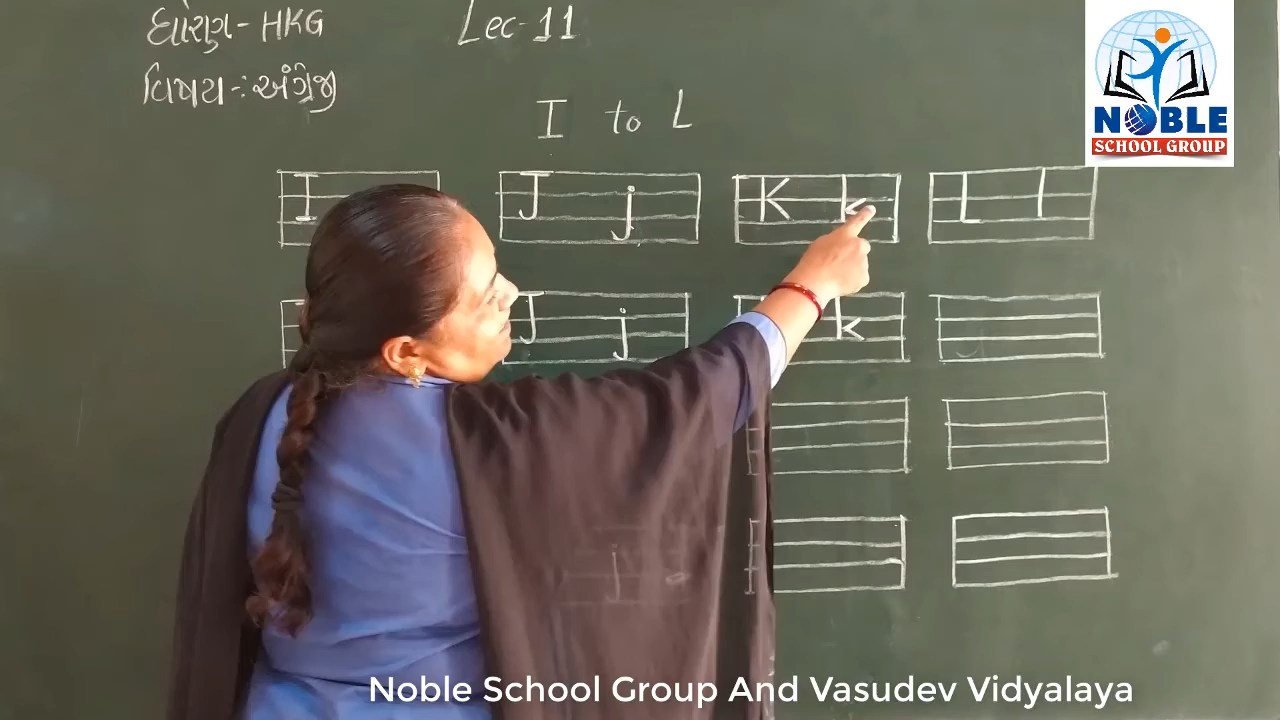 ધોરણ - HKG
Lec-11
વિષય -: અંગ્રેજી
I to L
I
J j
K k
L l
I
J j
k
j
NOBLE
SCHOOL GROUP
Noble School Group And Vasudev Vidyalaya